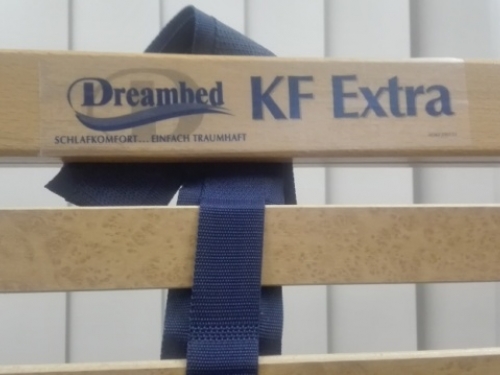 Dreambed
KF Extra
SCHLAFKOMFORT.... EINFACH TRAUMHAFT